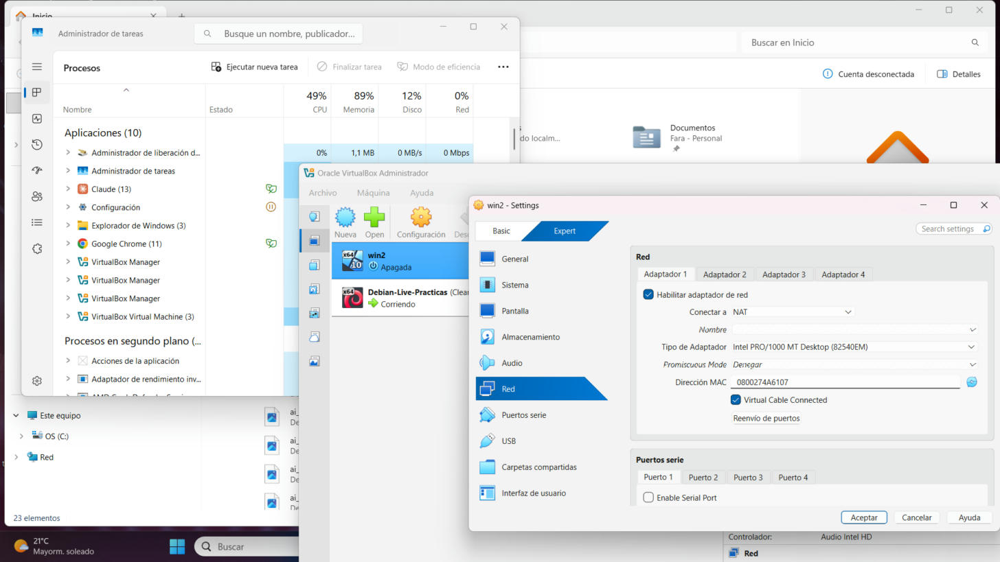 Inicio
Buscar en Inicio
Cuenta desconectada
Detalles
do localm...
Documentos
Fara - Personal
Administrador de tareas
Busque un nombre, publicador...
Procesos
Ejecutar nueva tarea
Finalizar tarea
Modo de eficiencia
49%
89%
12%
0%
Nombre
Estado
CPU
Memoria
Disco
Red
Aplicaciones (10)
Administrador de liberación d...
0%
1,1 MB
0 MB/s
0 Mbps
Administrador de tareas
Claude (13)
Configuración
Explorador de Windows (3)
Google Chrome (11)
VirtualBox Manager
VirtualBox Manager
VirtualBox Manager
VirtualBox Virtual Machine (3)
Procesos en segundo plano (...
Acciones de la aplicación
Adaptador de rendimiento inv...
Este equipo
OS (C:)
Red
ai_
De
ai_
De
ai_
De
ai_
23 elementos
21°C
Mayorm. soleado
Buscar
Oracle VirtualBox Administrador
Archivo
Máquina
Ayuda
Nueva
Open
Configuración
Desc
x64
10
win2
Apagada
x64
Debian-Live-Practicas (Clean
Corriendo
win2 - Settings
Basic
Expert
Search settings
General
Sistema
Pantalla
Almacenamiento
Audio
Red
Puertos serie
USB
Carpetas compartidas
Interfaz de usuario
Red
Adaptador 1
Adaptador 2
Adaptador 3
Adaptador 4
Habilitar adaptador de red
Conectar a
NAT
Nombre
Tipo de Adaptador
Intel PRO/1000 MT Desktop (82540EM)
Promiscuous Mode
Denegar
Dirección MAC
0800274A6107
Virtual Cable Connected
Reenvío de puertos
Puertos serie
Puerto 1
Puerto 2
Puerto 3
Puerto 4
Enable Serial Port
Aceptar
Cancelar
Ayuda
Controlador:
Audio Intel HD
Red